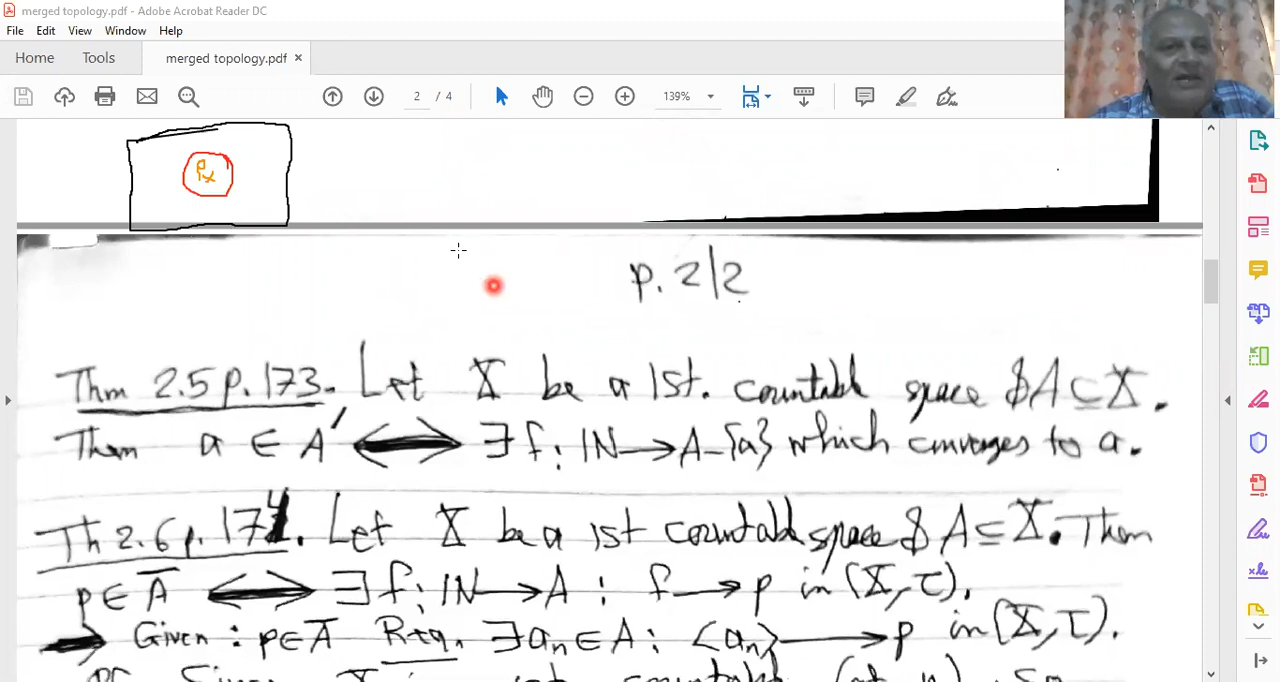 merged topology.pdf - Adobe Acrobat Reader DC
File Edit View Window Help
Home Tools merged topology.pdf ×
2 / 4 139%
Px
p. 2/2
Thm 2.5 p. 173. Let X be a 1st. countable space & A ⊆ X.
Then a ∈ A′ ⟺ ∃ f: ℕ → A-{a} which converges to a.
Th 2.6 p. 174. Let X be a 1st countable space & A ⊆ X. Then
p ∈ A̅ ⟺ ∃ f: ℕ → A : f → p in (X, τ).
⇒ Given: p ∈ A̅ Req. ∃ aₙ ∈ A: ⟨aₙ⟩ → p in (X, τ).